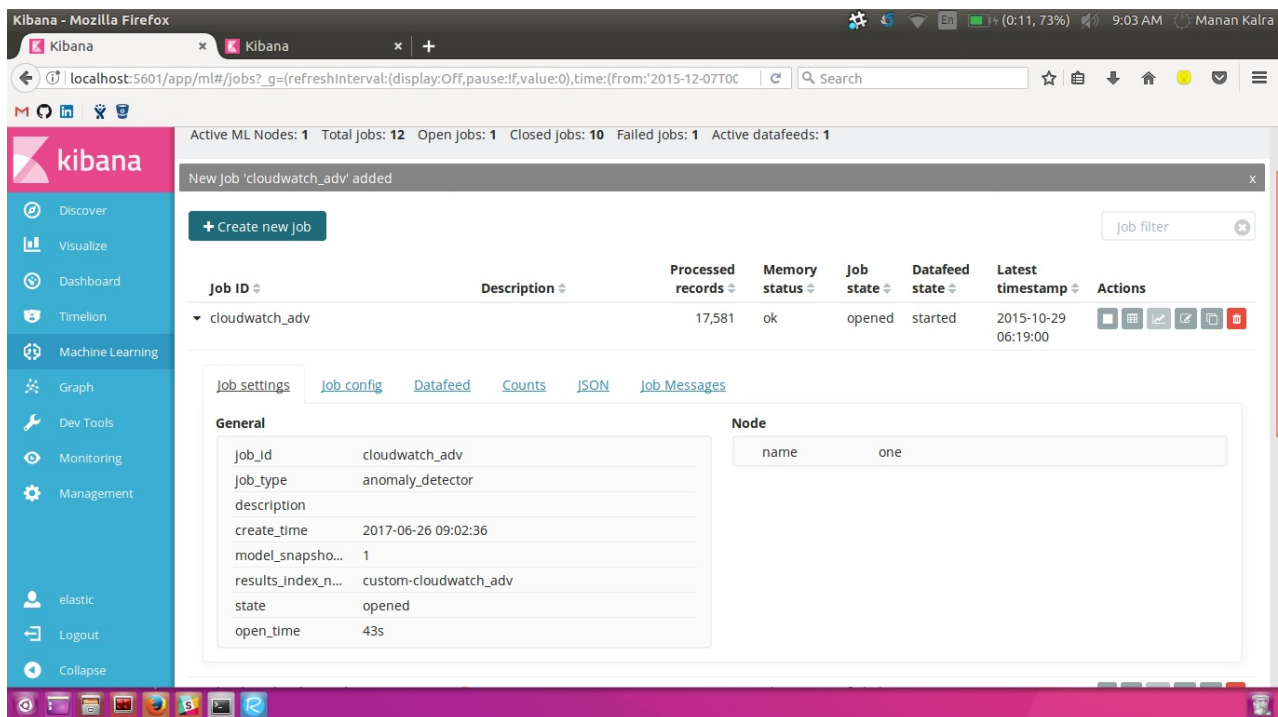 Kibana - Mozilla Firefox
En (0:11, 73%) 9:03 AM Manan Kalra
Kibana × Kibana × +
localhost:5601/app/ml#/jobs?_g=(refreshInterval:(display:Off,pause:!f,value:0),time:(from:'2015-12-07T00 Search
kibana
Discover
Visualize
Dashboard
Timelion
Machine Learning
Graph
Dev Tools
Monitoring
Management
elastic
Logout
Collapse
Active ML Nodes: 1 Total jobs: 12 Open jobs: 1 Closed jobs: 10 Failed jobs: 1 Active datafeeds: 1
New Job 'cloudwatch_adv' added x
+ Create new job Job filter
Job ID Description Processed records Memory status Job state Datafeed state Latest timestamp Actions
cloudwatch_adv 17,581 ok opened started 2015-10-29 06:19:00
Job settings Job config Datafeed Counts JSON Job Messages
General
job_id cloudwatch_adv
job_type anomaly_detector
description
create_time 2017-06-26 09:02:36
model_snapsho... 1
results_index_n... custom-cloudwatch_adv
state opened
open_time 43s
Node
name one